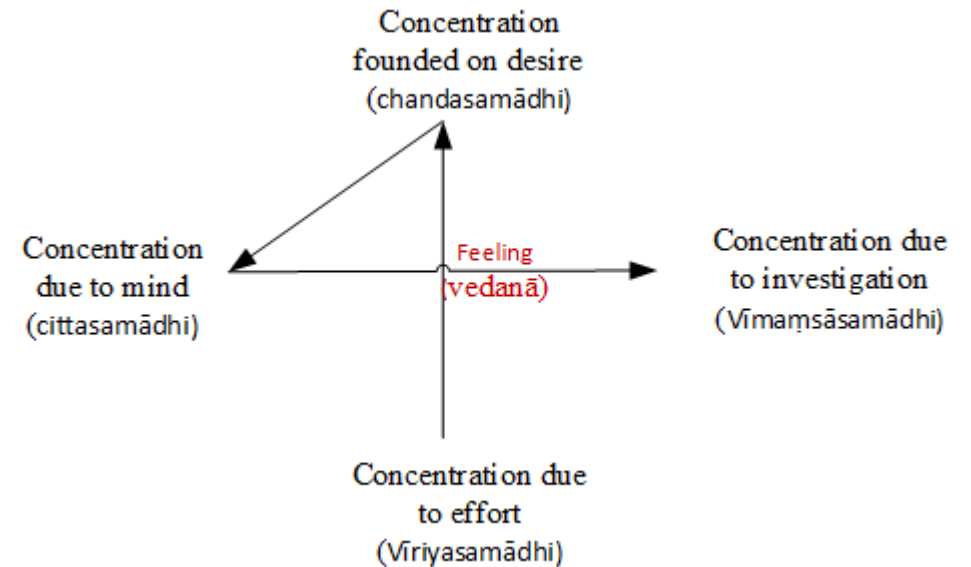 Concentration
founded on desire
(chandasamādhi)
Concentration
due to mind
(cittasamādhi)
Feeling
(vedanā)
Concentration due
to investigation
(Vīmaṃsāsamādhi)
Concentration due
to effort
(Vīriyasamādhi)